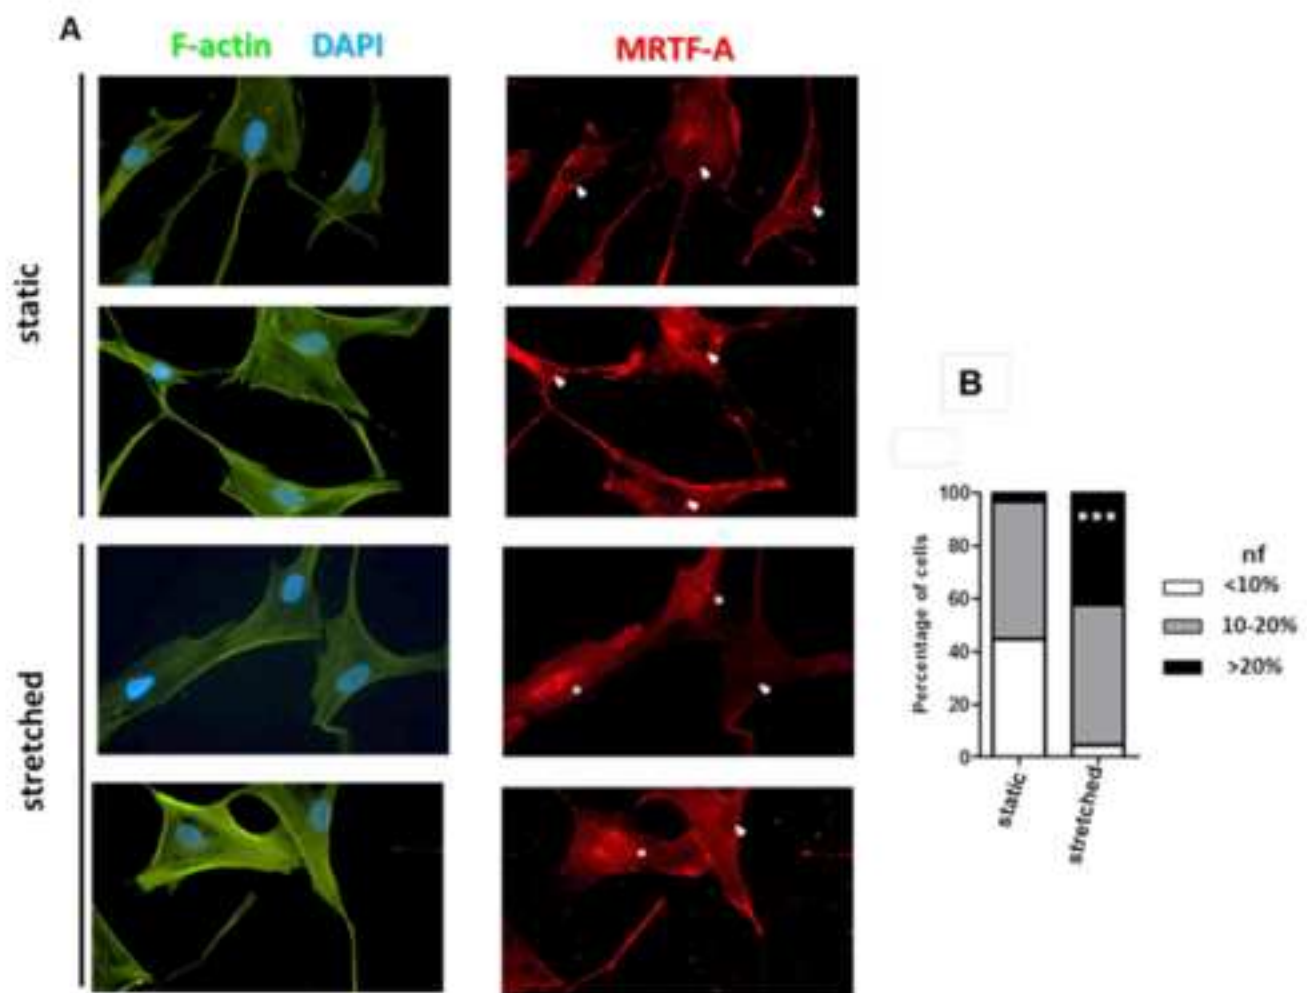 A
F-actin DAPI
MRTF-A
static
stretched
B
Percentage of cells
100
80
60
40
20
0
static
stretched
***
nf
<10%
10-20%
>20%